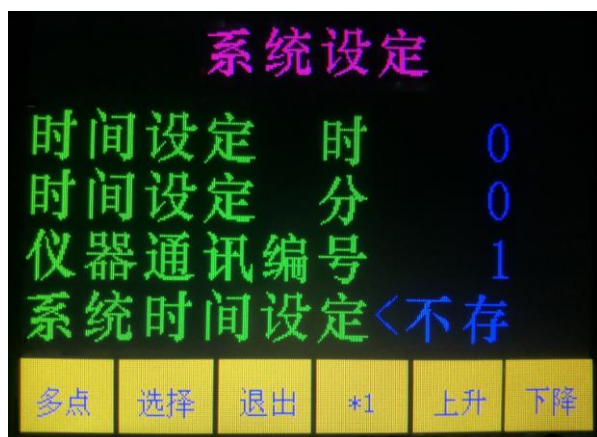 系统设定
时间设定 时 0
时间设定 分 0
仪器通讯编号 1
系统时间设定<不存
多点 选择 退出 *1 上升 下降